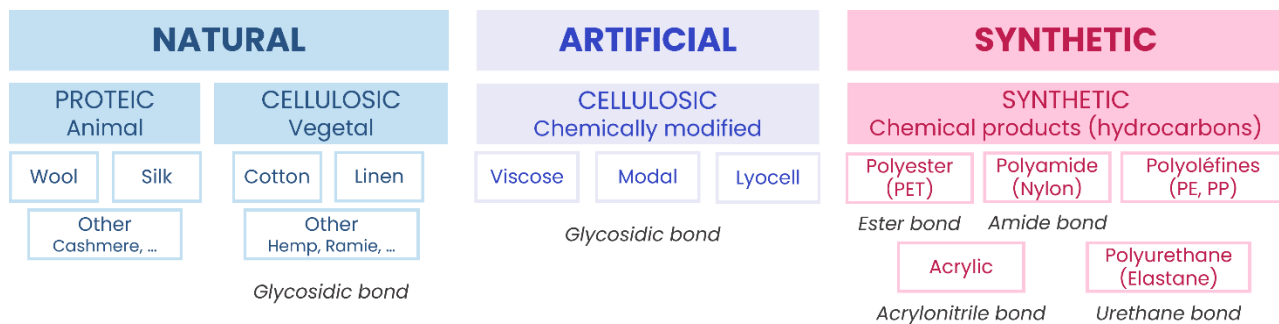 NATURAL
PROTEIC
Animal
Wool
Silk
Other
Cashmere, ...
CELLULOSIC
Vegetal
Cotton
Linen
Other
Hemp, Ramie, ...
Glycosidic bond
ARTIFICIAL
CELLULOSIC
Chemically modified
Viscose
Modal
Lyocell
Glycosidic bond
SYNTHETIC
SYNTHETIC
Chemical products (hydrocarbons)
Polyester
(PET)
Ester bond
Polyamide
(Nylon)
Amide bond
Polyoléfines
(PE, PP)
Acrylic
Acrylonitrile bond
Polyurethane
(Elastane)
Urethane bond